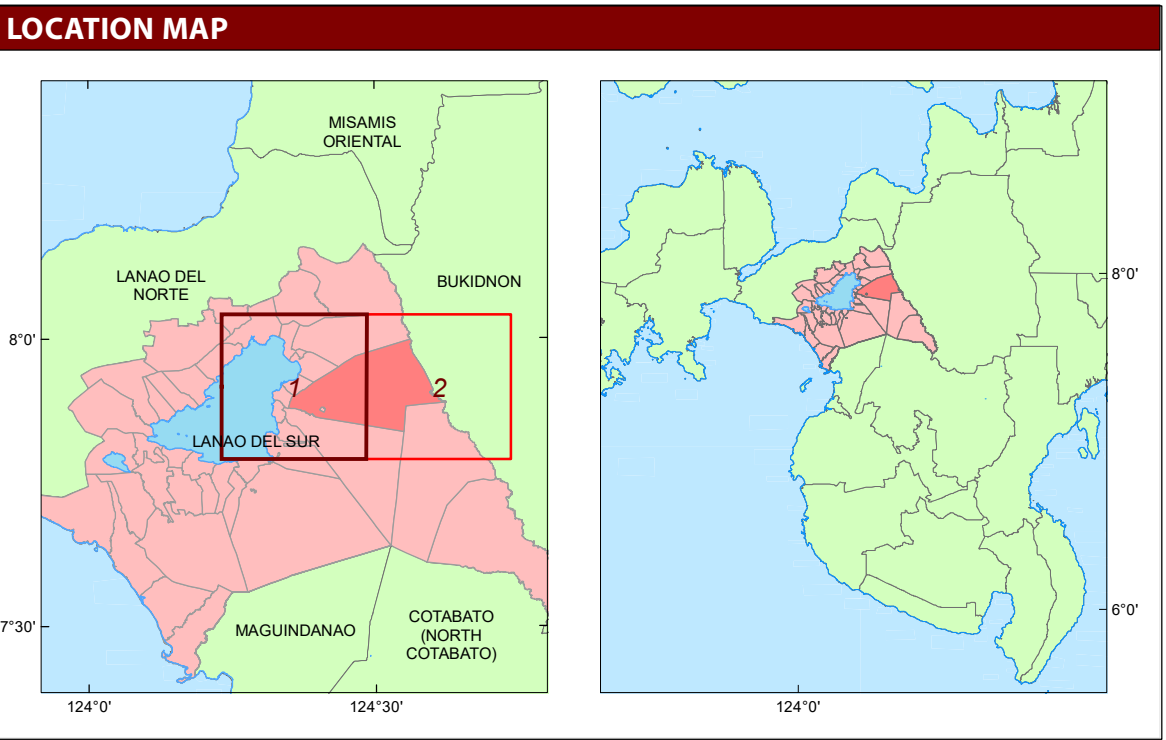 LOCATION MAP
MISAMIS
ORIENTAL
LANAO DEL
NORTE
BUKIDNON
8°0'
1
2
LANAO DEL SUR
7°30'
MAGUINDANAO
COTABATO
(NORTH
COTABATO)
124°0'
124°30'
8°0'
6°0'
124°0'